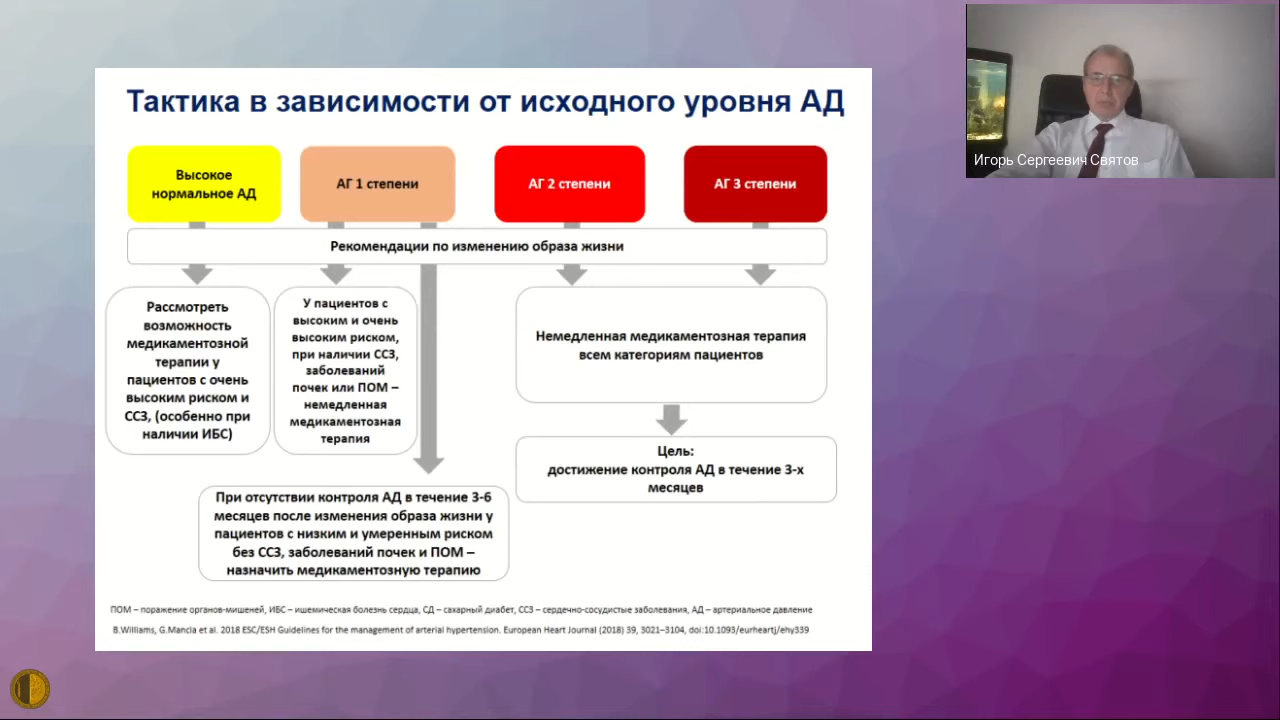 Тактика в зависимости от исходного уровня АД
Высокое
нормальное АД
АГ 1 степени
АГ 2 степени
АГ 3 степени
Рекомендации по изменению образа жизни
Рассмотреть
возможность
медикаментозной
терапии у
пациентов с очень
высоким риском и
ССЗ, (особенно при
наличии ИБС)
У пациентов с
высоким и очень
высоким риском,
при наличии ССЗ,
заболеваний
почек или ПОМ –
немедленная
медикаментозная
терапия
Немедленная медикаментозная терапия
всем категориям пациентов
Цель:
достижение контроля АД в течение 3-х
месяцев
При отсутствии контроля АД в течение 3-6
месяцев после изменения образа жизни у
пациентов с низким и умеренным риском
без ССЗ, заболеваний почек и ПОМ –
назначить медикаментозную терапию
ПОМ – поражение органов-мишеней, ИБС – ишемическая болезнь сердца, СД – сахарный диабет, ССЗ – сердечно-сосудистые заболевания, АД – артериальное давление
B.Williams, G.Mancia et al. 2018 ESC/ESH Guidelines for the management of arterial hypertension. European Heart Journal (2018) 39, 3021–3104, doi:10.1093/eurheartj/ehy339
Игорь Сергеевич Святов